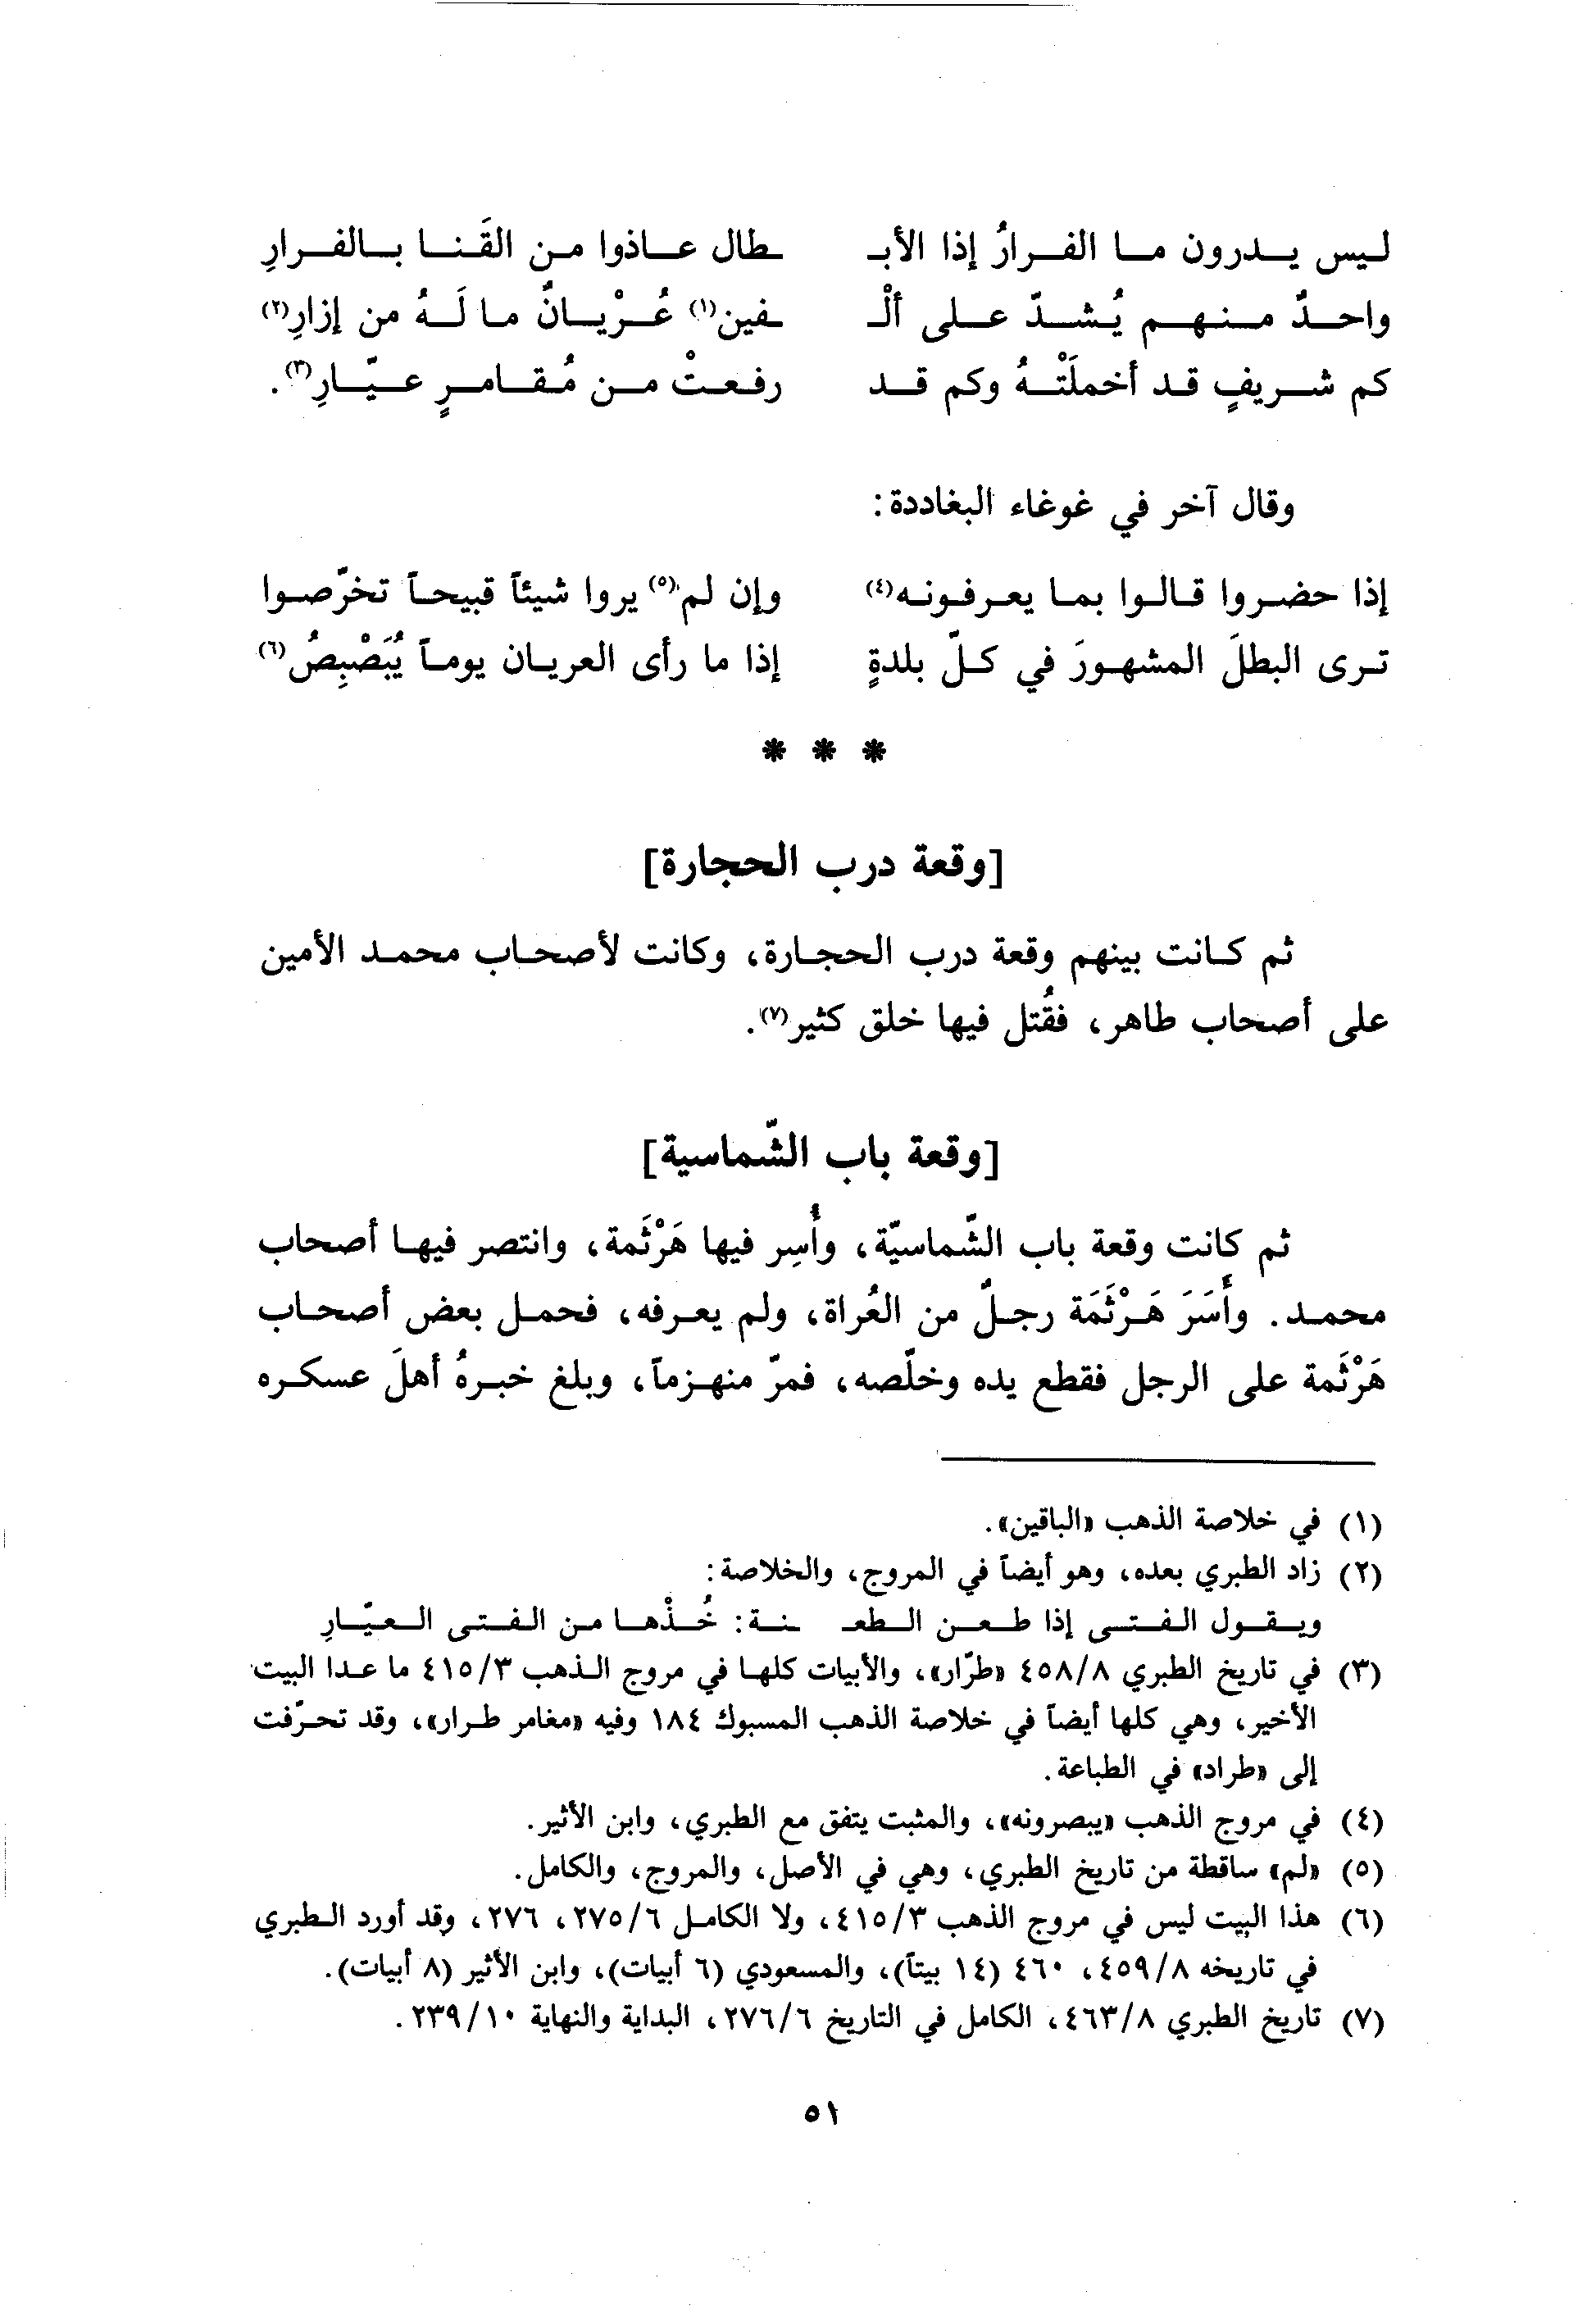 ليس يدرون ما الفرارُ إذا الأبـ ـطال عاذوا من القَنا بالفرارِ
واحدٌ منهم يُشدّ على ألْـ ـفين(١) عُرْيانٌ ما لَهُ من إزارِ(٢)
كم شريفٍ قد أخملَتْهُ وكم قد رفعتْ من مُقامرٍ عيّارِ(٣).
وقال آخر في غوغاء البغاددة:
إذا حضروا قالوا بما يعرفونه(٤) وإن لم(٥) يروا شيئاً قبيحاً تخرّصوا
ترى البطلَ المشهورَ في كلّ بلدةٍ إذا ما رأى العريان يوماً يُبَصْبِصُ(٦)
* * *
[وقعة درب الحجارة]
ثم كانت بينهم وقعة درب الحجارة، وكانت لأصحاب محمد الأمين
على أصحاب طاهر، فقُتل فيها خلق كثير(٧).
[وقعة باب الشّماسية]
ثم كانت وقعة باب الشّماسيّة، وأُسِر فيها هَرْثَمة، وانتصر فيها أصحاب
محمد. وأَسَرَ هَرْثَمَة رجلٌ من العُراة، ولم يعرفه، فحمل بعض أصحاب
هَرْثَمة على الرجل فقطع يده وخلّصه، فمرّ منهزماً، وبلغ خبرهُ أهلَ عسكره
(١) في خلاصة الذهب «الباقين».
(٢) زاد الطبري بعده، وهو أيضاً في المروج، والخلاصة:
ويقول الفتى إذا طعن الطعـ ـنة: خُذْها من الفتى العيّارِ
(٣) في تاريخ الطبري ٤٥٨/٨ «طرّار»، والأبيات كلها في مروج الذهب ٤١٥/٣ ما عدا البيت
الأخير، وهي كلها أيضاً في خلاصة الذهب المسبوك ١٨٤ وفيه «مغامر طرار»، وقد تحرّفت
إلى «طراد» في الطباعة.
(٤) في مروج الذهب «يبصرونه»، والمثبت يتفق مع الطبري، وابن الأثير.
(٥) «لم» ساقطة من تاريخ الطبري، وهي في الأصل، والمروج، والكامل.
(٦) هذا البيت ليس في مروج الذهب ٤١٥/٣، ولا الكامل ٢٧٥/٦، ٢٧٦، وقد أورد الطبري
في تاريخه ٤٥٩/٨، ٤٦٠ (١٤ بيتاً)، والمسعودي (٦ أبيات)، وابن الأثير (٨ أبيات).
(٧) تاريخ الطبري ٤٦٣/٨، الكامل في التاريخ ٢٧٦/٦، البداية والنهاية ٢٣٩/١٠.
٥١